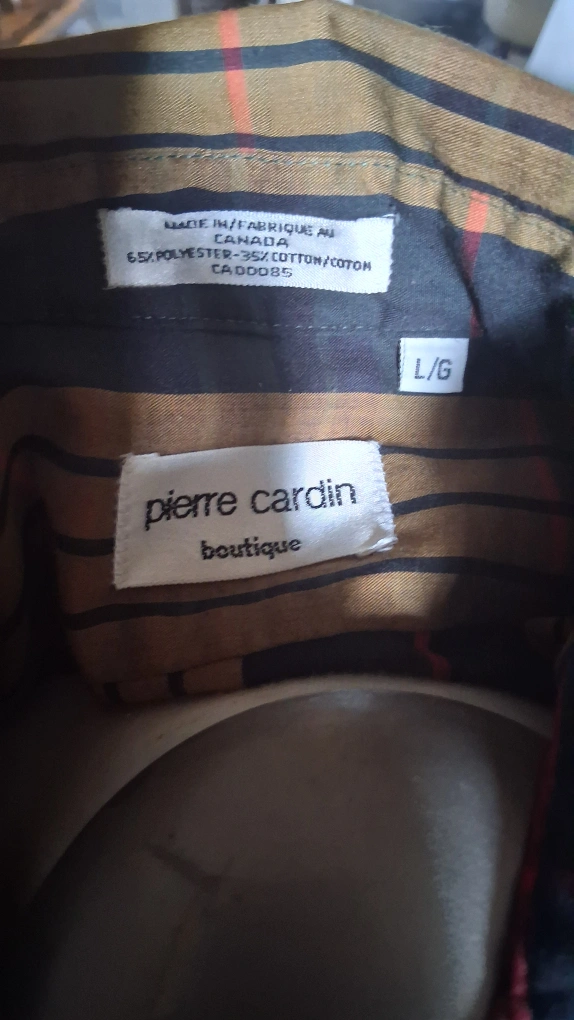 MADE IN/FABRIQUE AU
CANADA
65% POLYESTER-35% COTTON/COTON
CA00085
L/G
pierre cardin
boutique